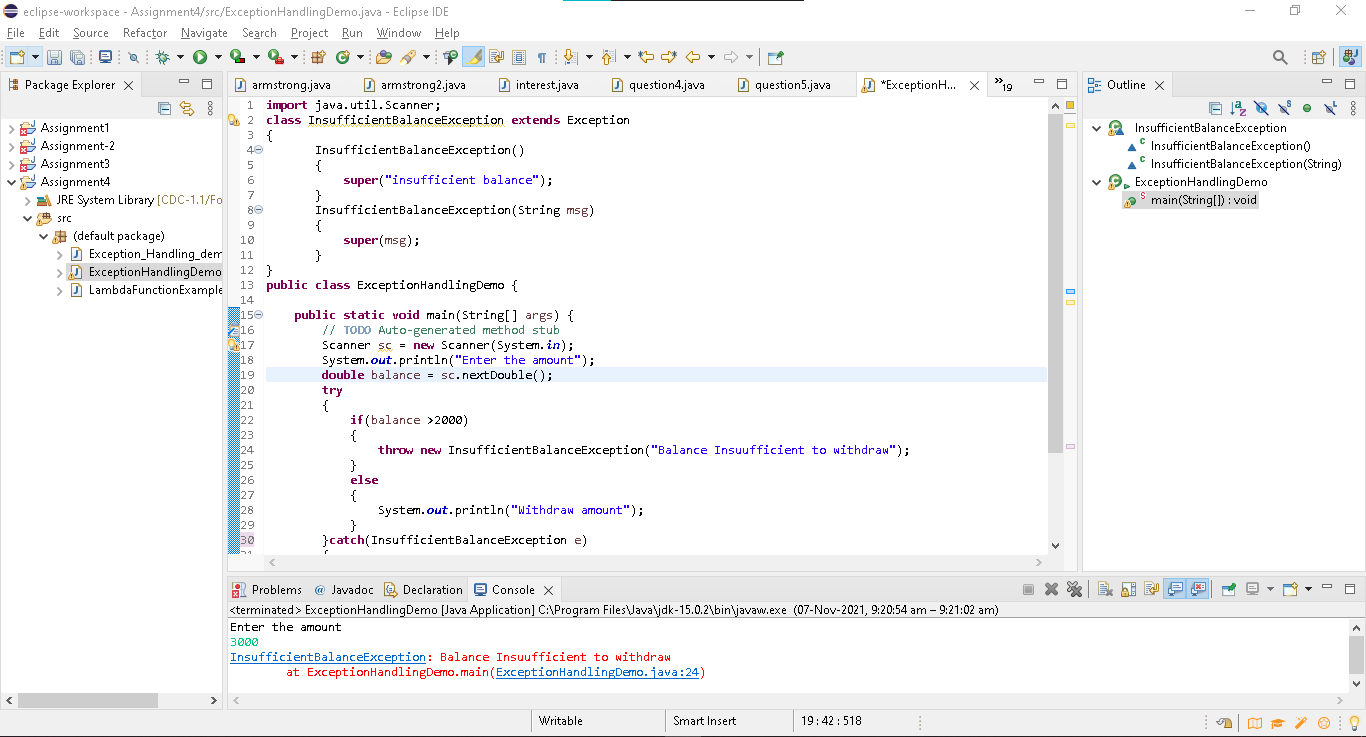 eclipse-workspace - Assignment4/src/ExceptionHandlingDemo.java - Eclipse IDE
File Edit Source Refactor Navigate Search Project Run Window Help
Package Explorer
Assignment1
Assignment-2
Assignment3
Assignment4
JRE System Library [CDC-1.1/Fo
src
(default package)
Exception_Handling_dem
ExceptionHandlingDemo
LambdaFunctionExample
armstrong.java armstrong2.java interest.java question4.java question5.java *ExceptionH... »19
1 import java.util.Scanner;
2 class InsufficientBalanceException extends Exception
3 {
4 InsufficientBalanceException()
5 {
6 super("insufficient balance");
7 }
8 InsufficientBalanceException(String msg)
9 {
10 super(msg);
11 }
12 }
13 public class ExceptionHandlingDemo {
14
15 public static void main(String[] args) {
16 // TODO Auto-generated method stub
17 Scanner sc = new Scanner(System.in);
18 System.out.println("Enter the amount");
19 double balance = sc.nextDouble();
20 try
21 {
22 if(balance >2000)
23 {
24 throw new InsufficientBalanceException("Balance Insuufficient to withdraw");
25 }
26 else
27 {
28 System.out.println("Withdraw amount");
29 }
30 }catch(InsufficientBalanceException e)
31 {
Outline
InsufficientBalanceException
InsufficientBalanceException()
InsufficientBalanceException(String)
ExceptionHandlingDemo
main(String[]) : void
Problems Javadoc Declaration Console
<terminated> ExceptionHandlingDemo [Java Application] C:\Program Files\Java\jdk-15.0.2\bin\javaw.exe (07-Nov-2021, 9:20:54 am – 9:21:02 am)
Enter the amount
3000
InsufficientBalanceException: Balance Insuufficient to withdraw
at ExceptionHandlingDemo.main(ExceptionHandlingDemo.java:24)
Writable Smart Insert 19 : 42 : 518